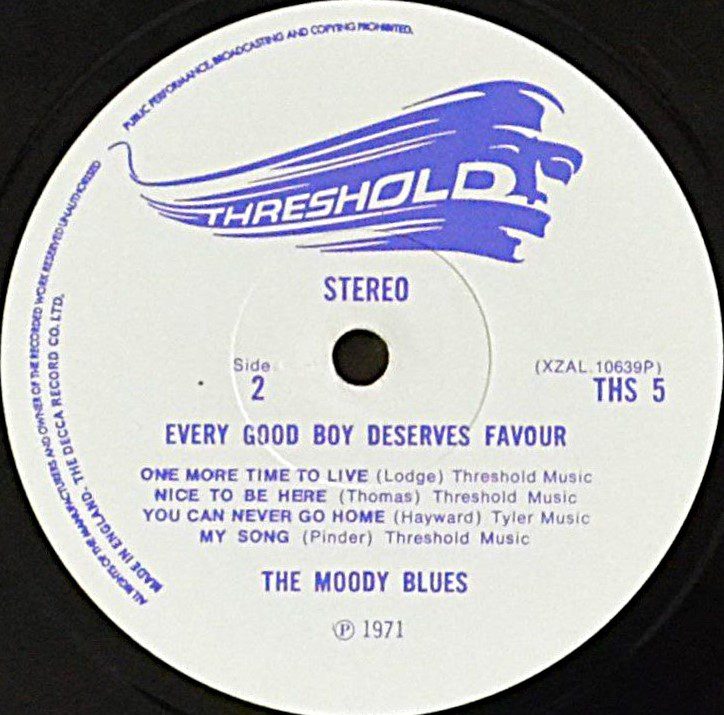 PUBLIC PERFORMANCE, BROADCASTING AND COPYING PROHIBITED.
ALL RIGHTS OF THE MANUFACTURERS AND OWNER OF THE RECORDED WORK RESERVED UNAUTHORISED
MADE IN ENGLAND. THE DECCA RECORD CO. LTD.
THRESHOLD
STEREO
Side
2
(XZAL.10639P)
THS 5
EVERY GOOD BOY DESERVES FAVOUR
ONE MORE TIME TO LIVE (Lodge) Threshold Music
NICE TO BE HERE (Thomas) Threshold Music
YOU CAN NEVER GO HOME (Hayward) Tyler Music
MY SONG (Pinder) Threshold Music
THE MOODY BLUES
℗ 1971